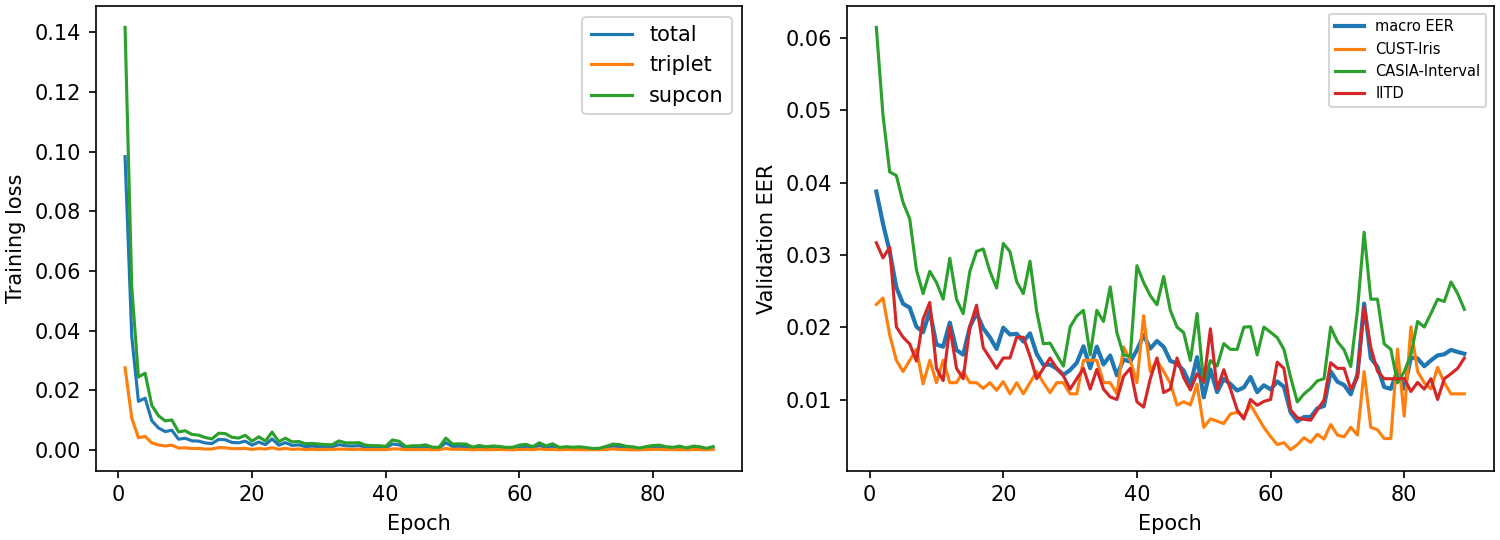 0.14
0.12
0.10
0.08
0.06
0.04
0.02
0.00
Training loss
0
20
40
60
80
Epoch
total
triplet
supcon
0.06
0.05
0.04
0.03
0.02
0.01
Validation EER
0
20
40
60
80
Epoch
macro EER
CUST-Iris
CASIA-Interval
IITD